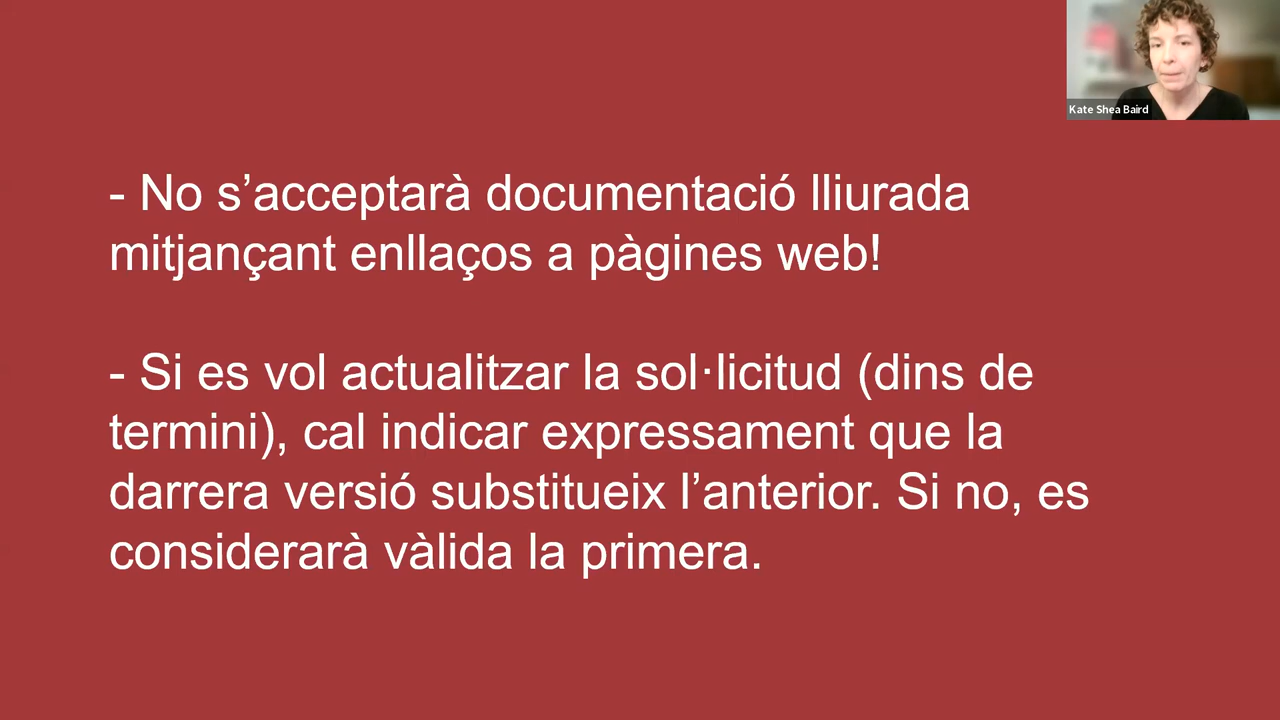 Kate Shea Baird
- No s’acceptarà documentació lliurada
mitjançant enllaços a pàgines web!
- Si es vol actualitzar la sol·licitud (dins de
termini), cal indicar expressament que la
darrera versió substitueix l’anterior. Si no, es
considerarà vàlida la primera.